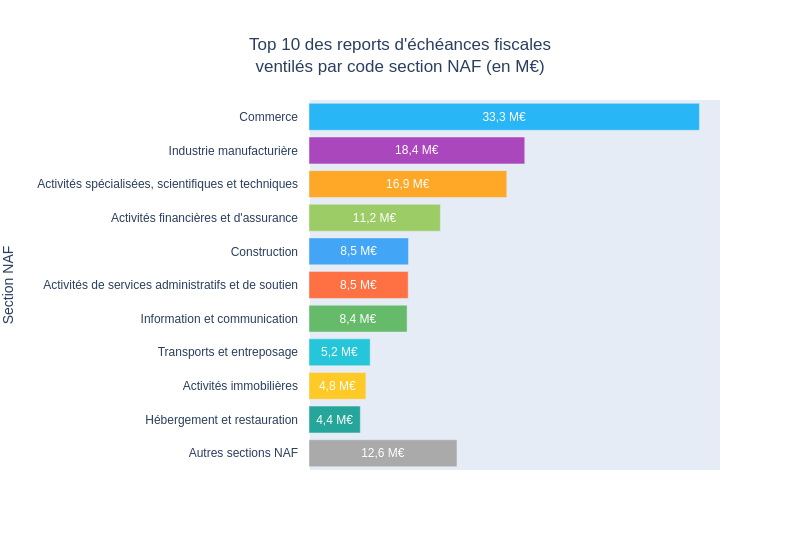 Top 10 des reports d'échéances fiscales
ventilés par code section NAF (en M€)
Section NAF
Commerce 33,3 M€
Industrie manufacturière 18,4 M€
Activités spécialisées, scientifiques et techniques 16,9 M€
Activités financières et d'assurance 11,2 M€
Construction 8,5 M€
Activités de services administratifs et de soutien 8,5 M€
Information et communication 8,4 M€
Transports et entreposage 5,2 M€
Activités immobilières 4,8 M€
Hébergement et restauration 4,4 M€
Autres sections NAF 12,6 M€